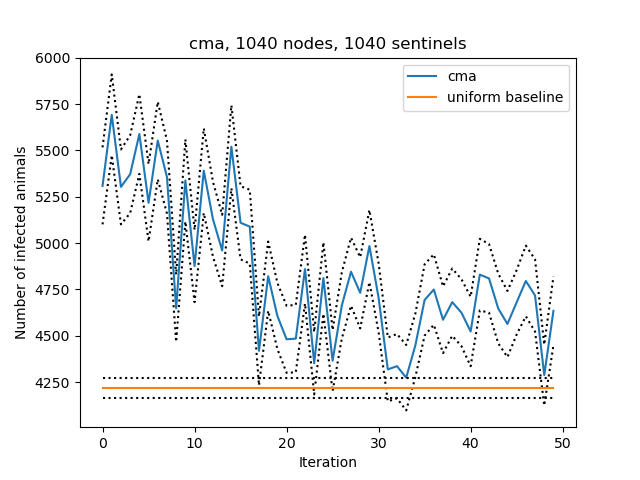 cma, 1040 nodes, 1040 sentinels
cma
uniform baseline
Number of infected animals
6000
5750
5500
5250
5000
4750
4500
4250
0 10 20 30 40 50
Iteration